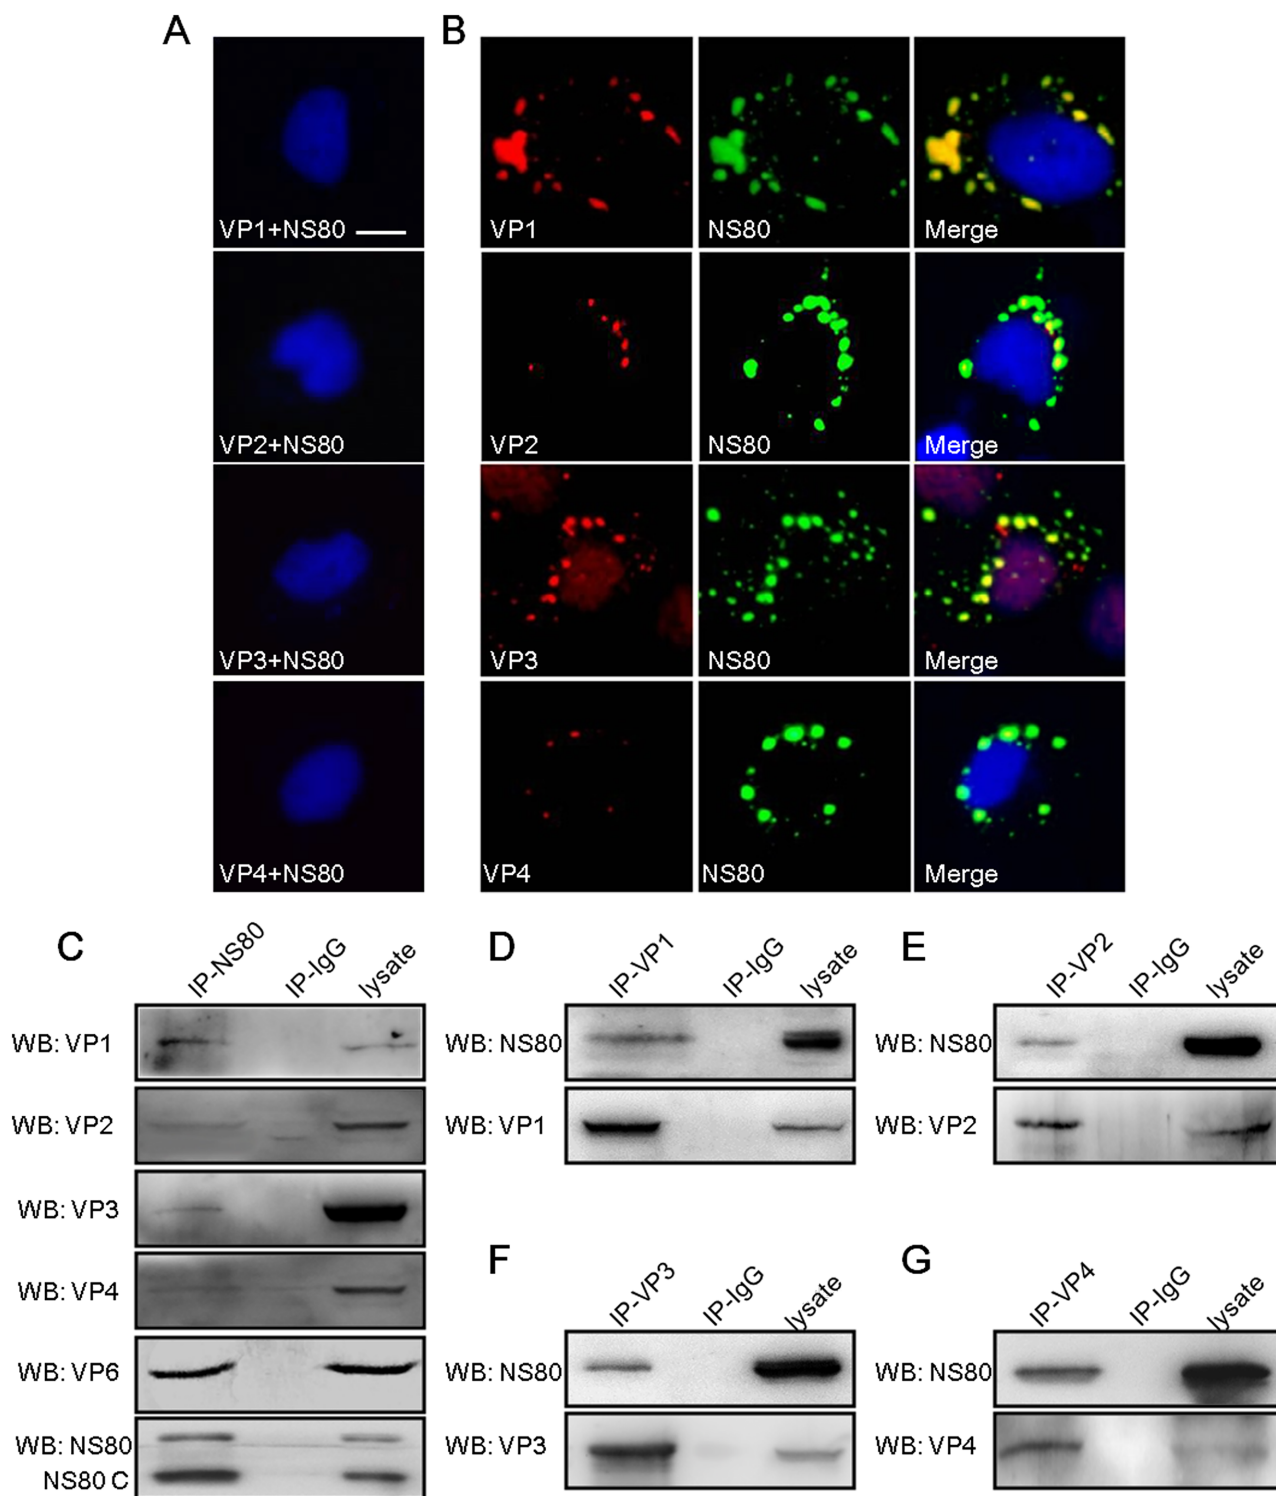 A
B
VP1+NS80
VP1
NS80
Merge
VP2+NS80
VP2
NS80
Merge
VP3+NS80
VP3
NS80
Merge
VP4+NS80
VP4
NS80
Merge
C
IP-NS80
IP-IgG
lysate
WB: VP1
WB: VP2
WB: VP3
WB: VP4
WB: VP6
WB: NS80
NS80 C
D
IP-VP1
IP-IgG
lysate
WB: NS80
WB: VP1
E
IP-VP2
IP-IgG
lysate
WB: NS80
WB: VP2
F
IP-VP3
IP-IgG
lysate
WB: NS80
WB: VP3
G
IP-VP4
IP-IgG
lysate
WB: NS80
WB: VP4